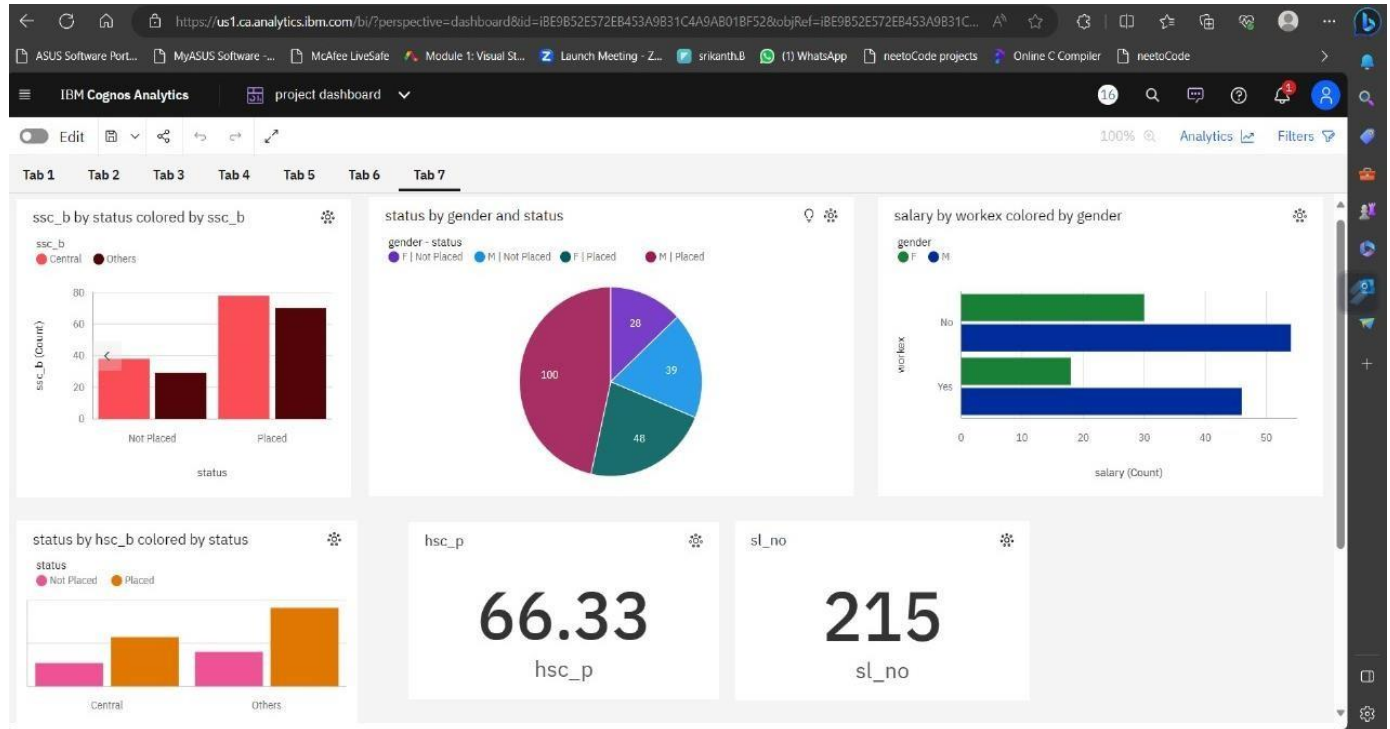 https://us1.ca.analytics.ibm.com/bi/?perspective=dashboard&id=iBE9B52E572EB453A9B31C4A9AB01BF52&objRef=iBE9B52E572EB453A9B31C...
ASUS Software Port... MyASUS Software -... McAfee LiveSafe Module 1: Visual St... Launch Meeting - Z... srikanth.B (1) WhatsApp neetoCode projects Online C Compiler neetoCode
IBM Cognos Analytics project dashboard 16 1
Edit 100% Analytics Filters
Tab 1 Tab 2 Tab 3 Tab 4 Tab 5 Tab 6 Tab 7
ssc_b by status colored by ssc_b
ssc_b
Central Others
80
60
40
20
0
ssc_b (Count)
Not Placed Placed
status
status by gender and status
gender - status
F | Not Placed M | Not Placed F | Placed M | Placed
28
39
100
48
salary by workex colored by gender
gender
F M
workex
No
Yes
0 10 20 30 40 50
salary (Count)
status by hsc_b colored by status
status
Not Placed Placed
Central Others
hsc_p
66.33
hsc_p
sl_no
215
sl_no